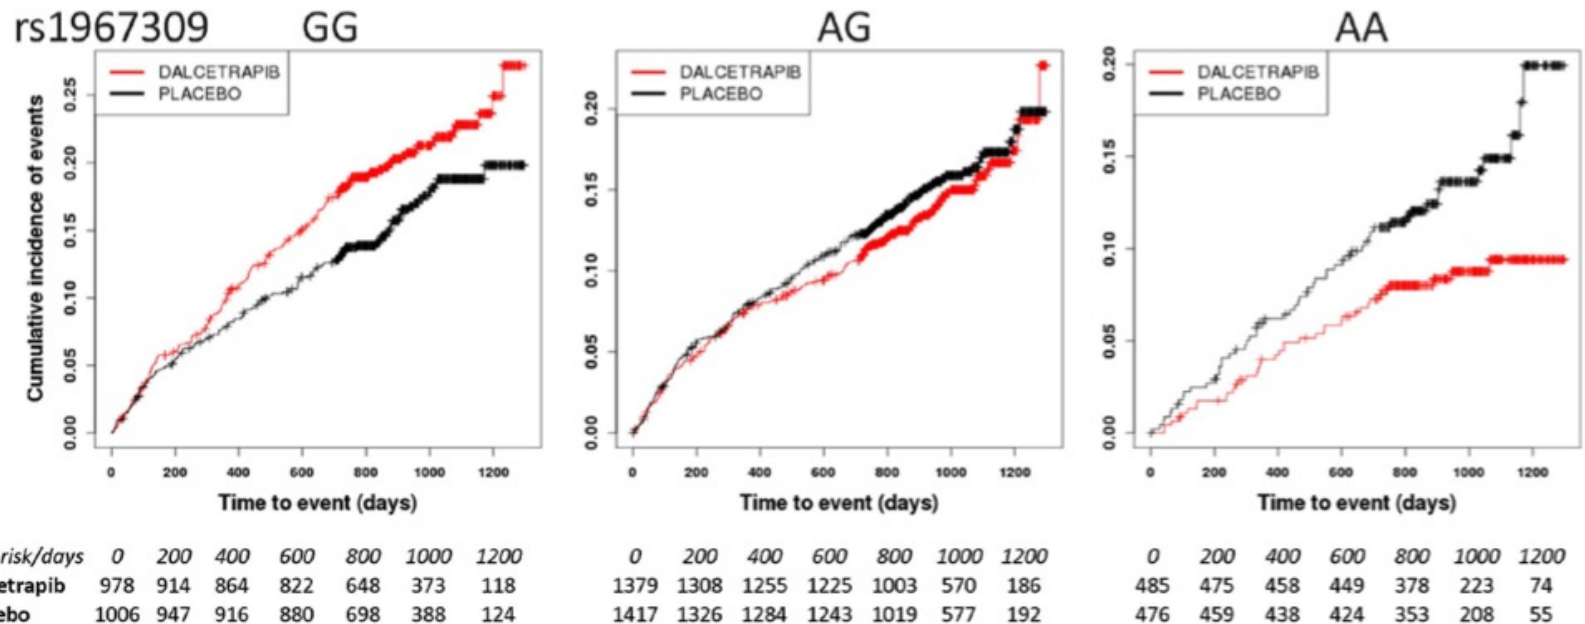 rs1967309 GG AG AA
DALCETRAPIB
PLACEBO
Cumulative incidence of events
0.25
0.20
0.15
0.10
0.05
0.00
0 200 400 600 800 1000 1200
Time to event (days)
DALCETRAPIB
PLACEBO
0.20
0.15
0.10
0.05
0.00
0 200 400 600 800 1000 1200
Time to event (days)
DALCETRAPIB
PLACEBO
0.20
0.15
0.10
0.05
0.00
0 200 400 600 800 1000 1200
Time to event (days)
risk/days 0 200 400 600 800 1000 1200 0 200 400 600 800 1000 1200 0 200 400 600 800 1000 1200
etrapib 978 914 864 822 648 373 118 1379 1308 1255 1225 1003 570 186 485 475 458 449 378 223 74
ebo 1006 947 916 880 698 388 124 1417 1326 1284 1243 1019 577 192 476 459 438 424 353 208 55